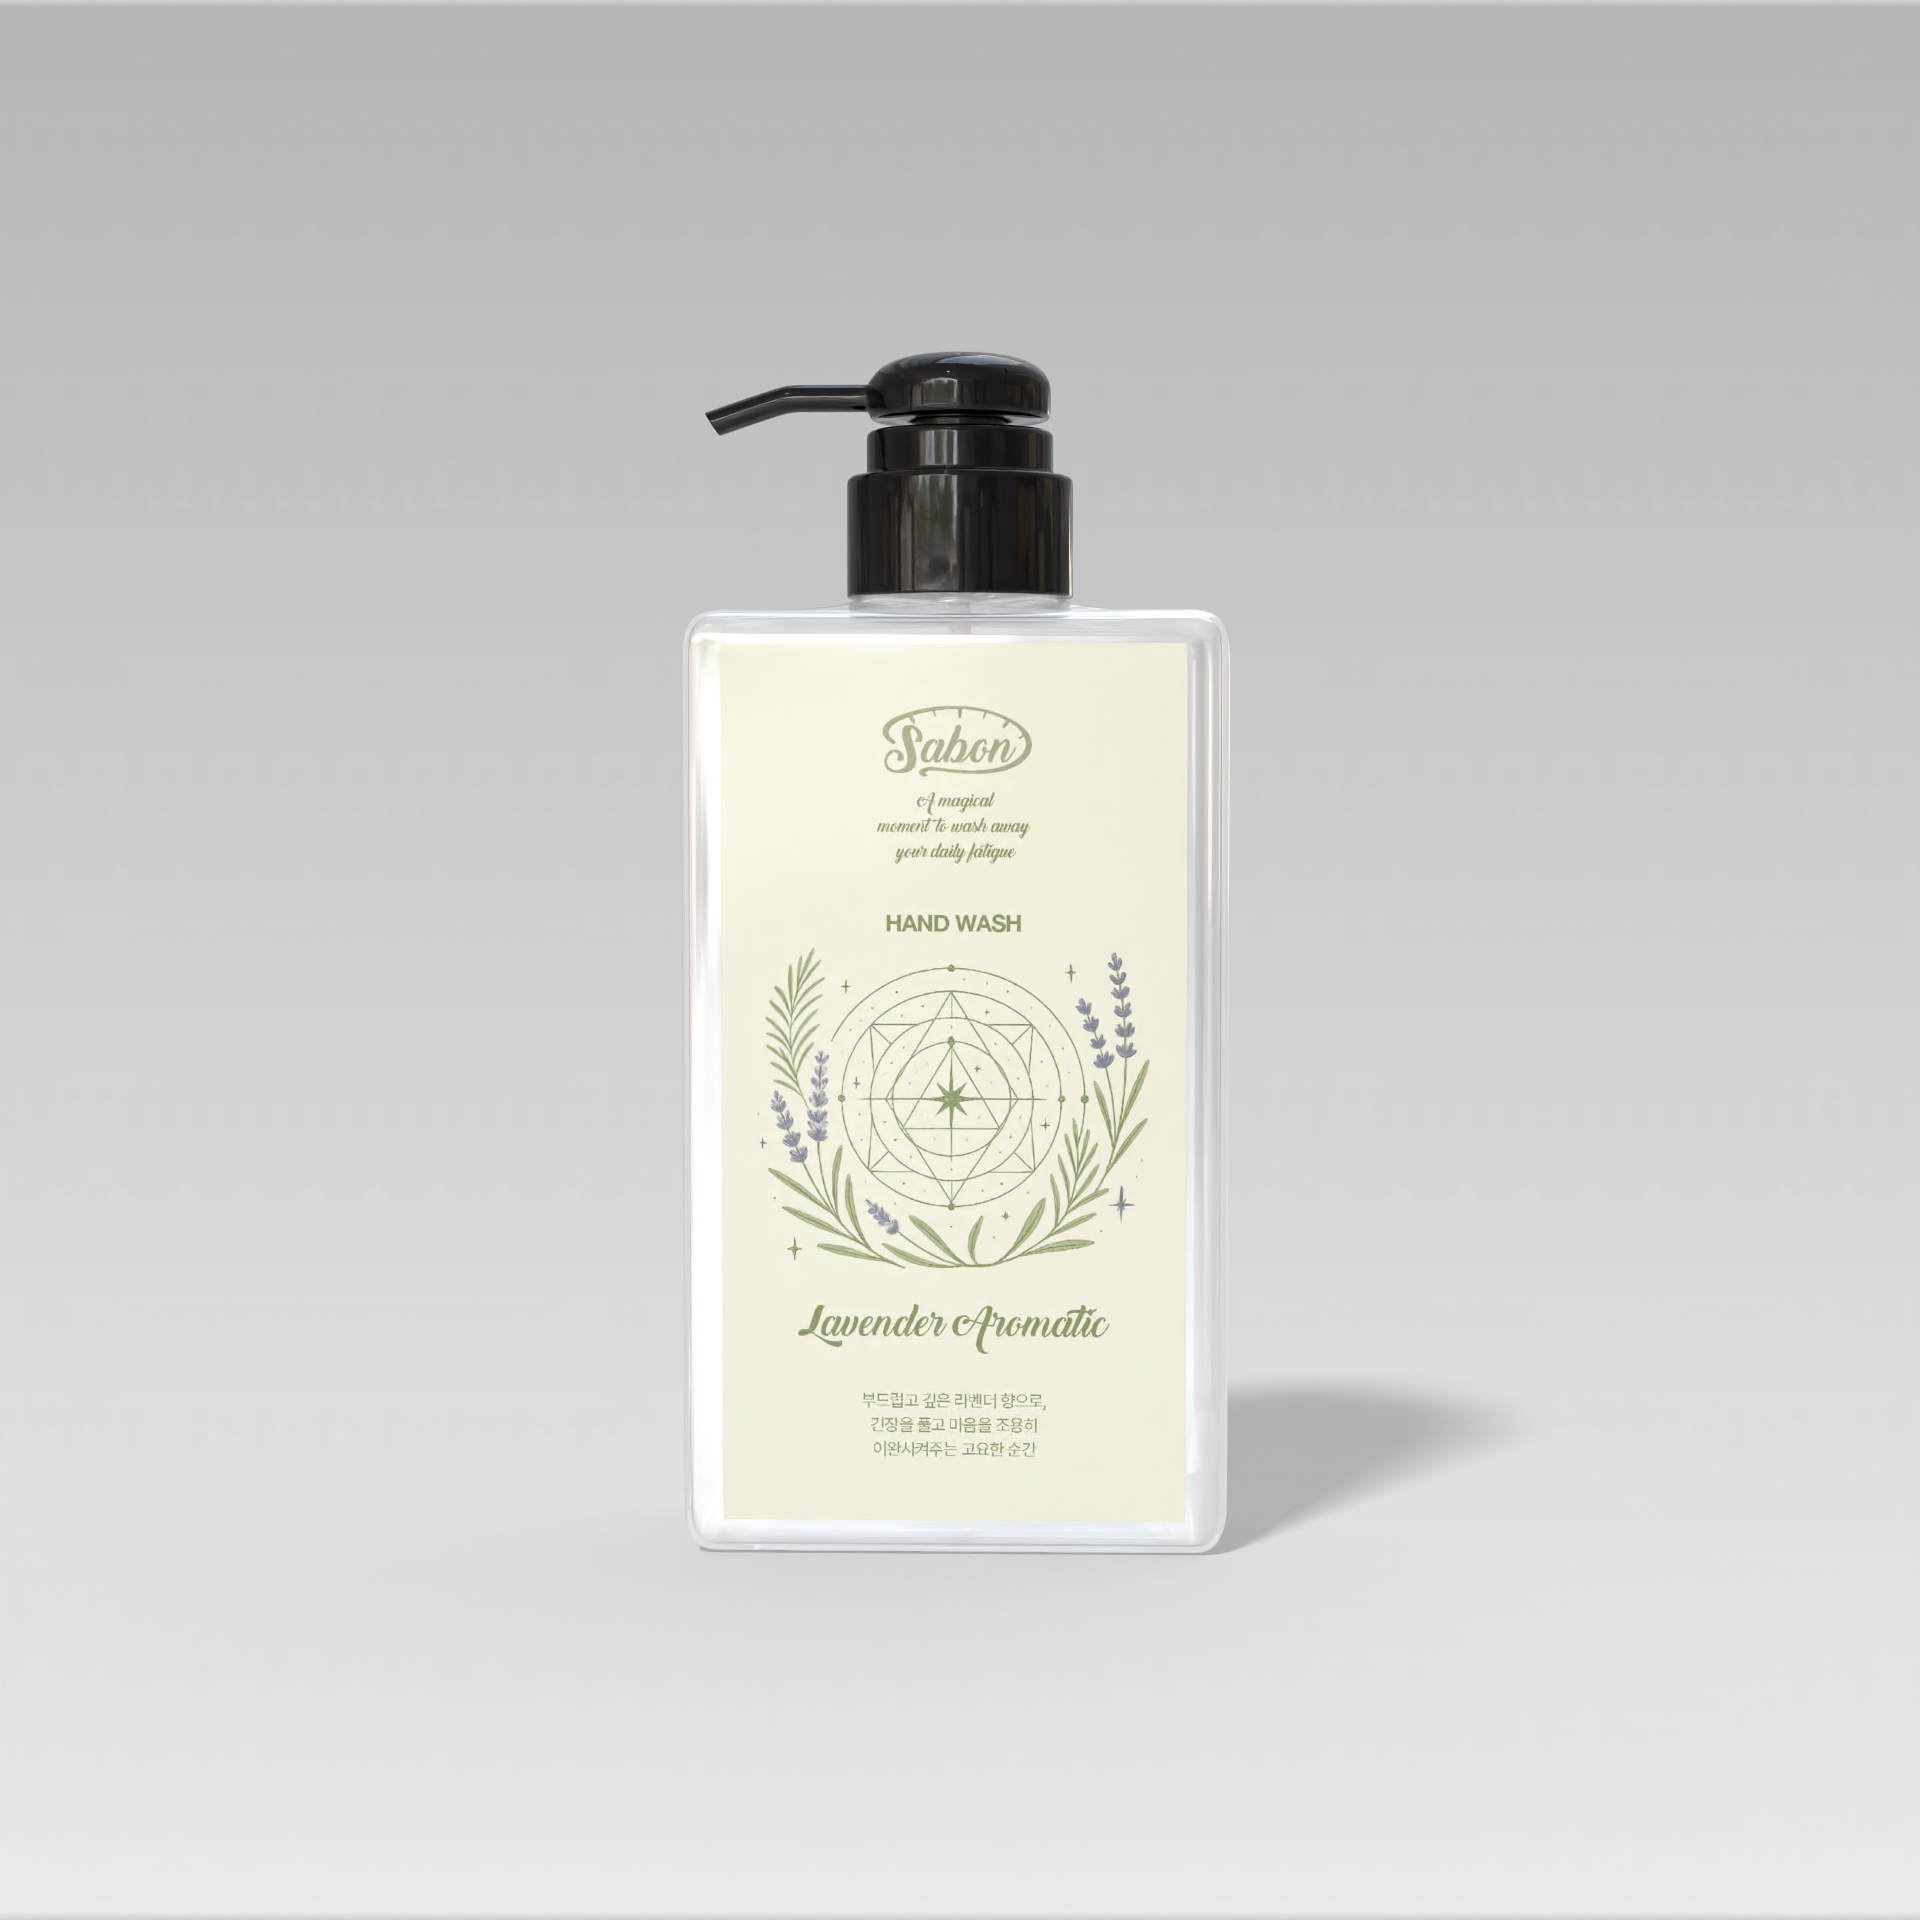 Sabon
A magical
moment to wash away
your daily fatigue
HAND WASH
Lavender Aromatic
부드럽고 깊은 라벤더 향으로,
긴장을 풀고 마음을 조용히
이완시켜주는 고요한 순간